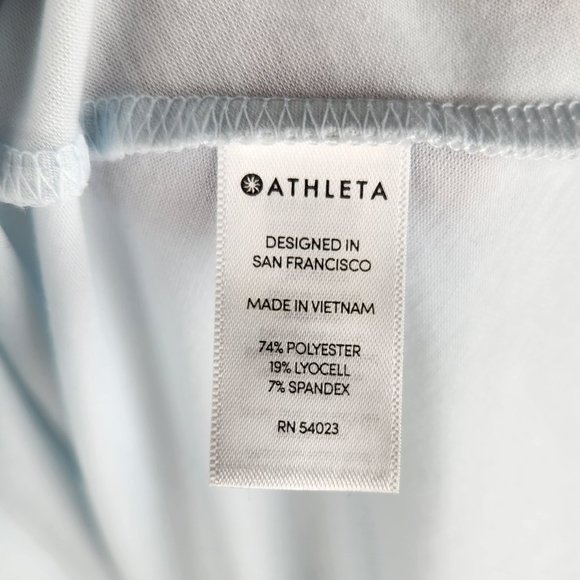 ATHLETA
DESIGNED IN
SAN FRANCISCO
MADE IN VIETNAM
74% POLYESTER
19% LYOCELL
7% SPANDEX
RN 54023